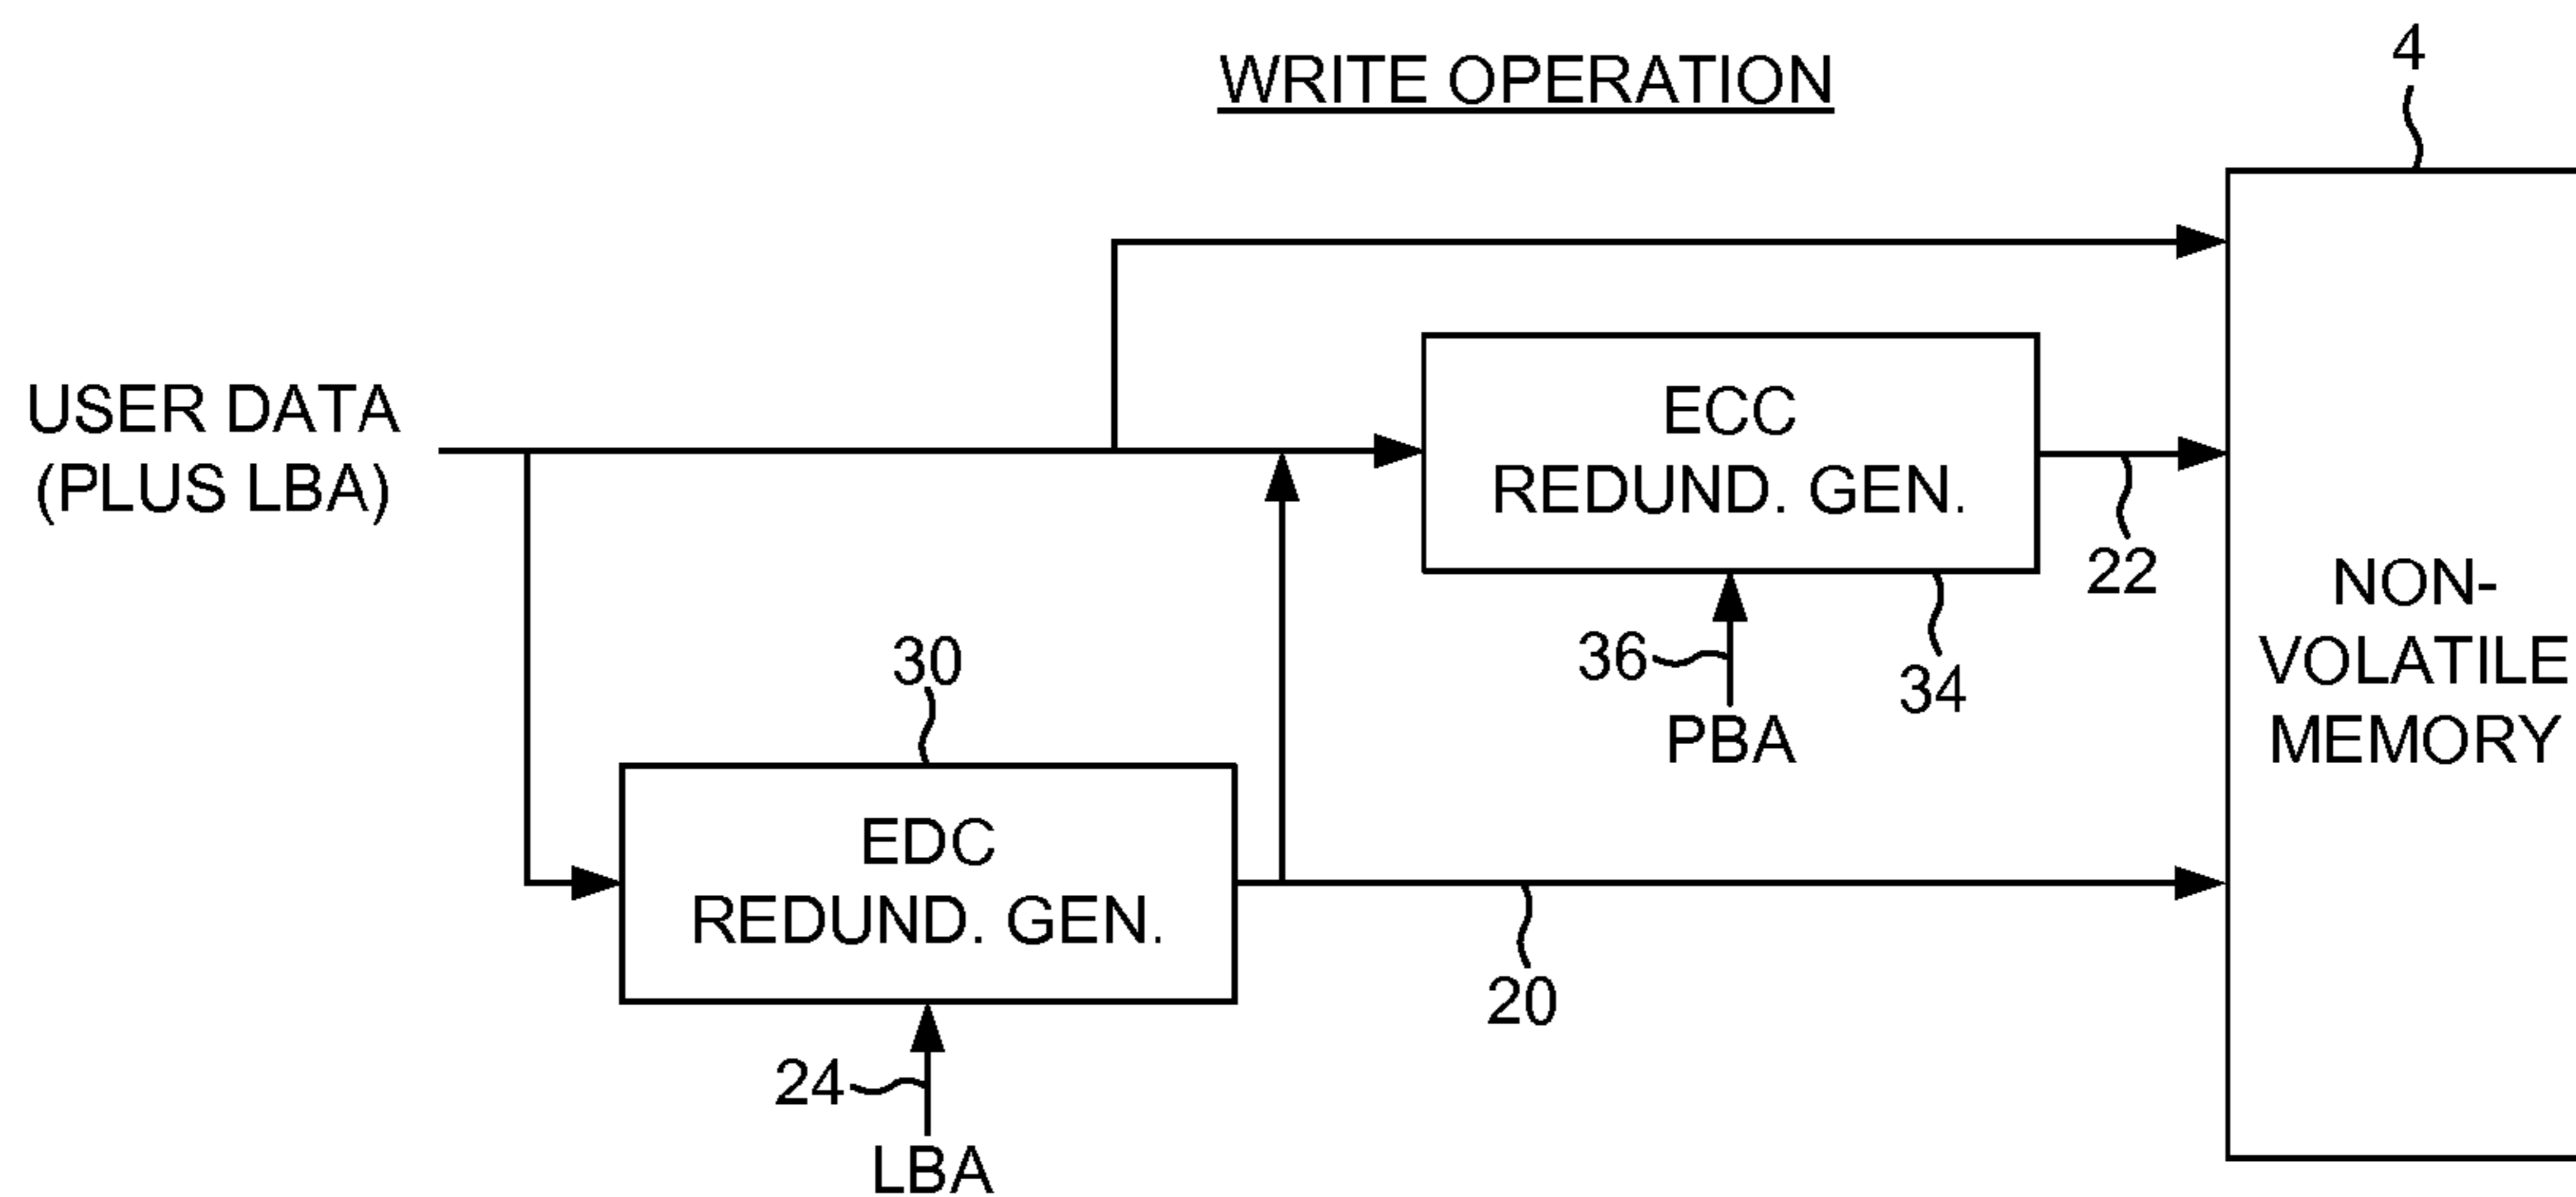 WRITE OPERATION
4
USER DATA
(PLUS LBA)
ECC
REDUND. GEN.
22
NON-
VOLATILE
MEMORY
36
34
PBA
30
EDC
REDUND. GEN.
20
24
LBA